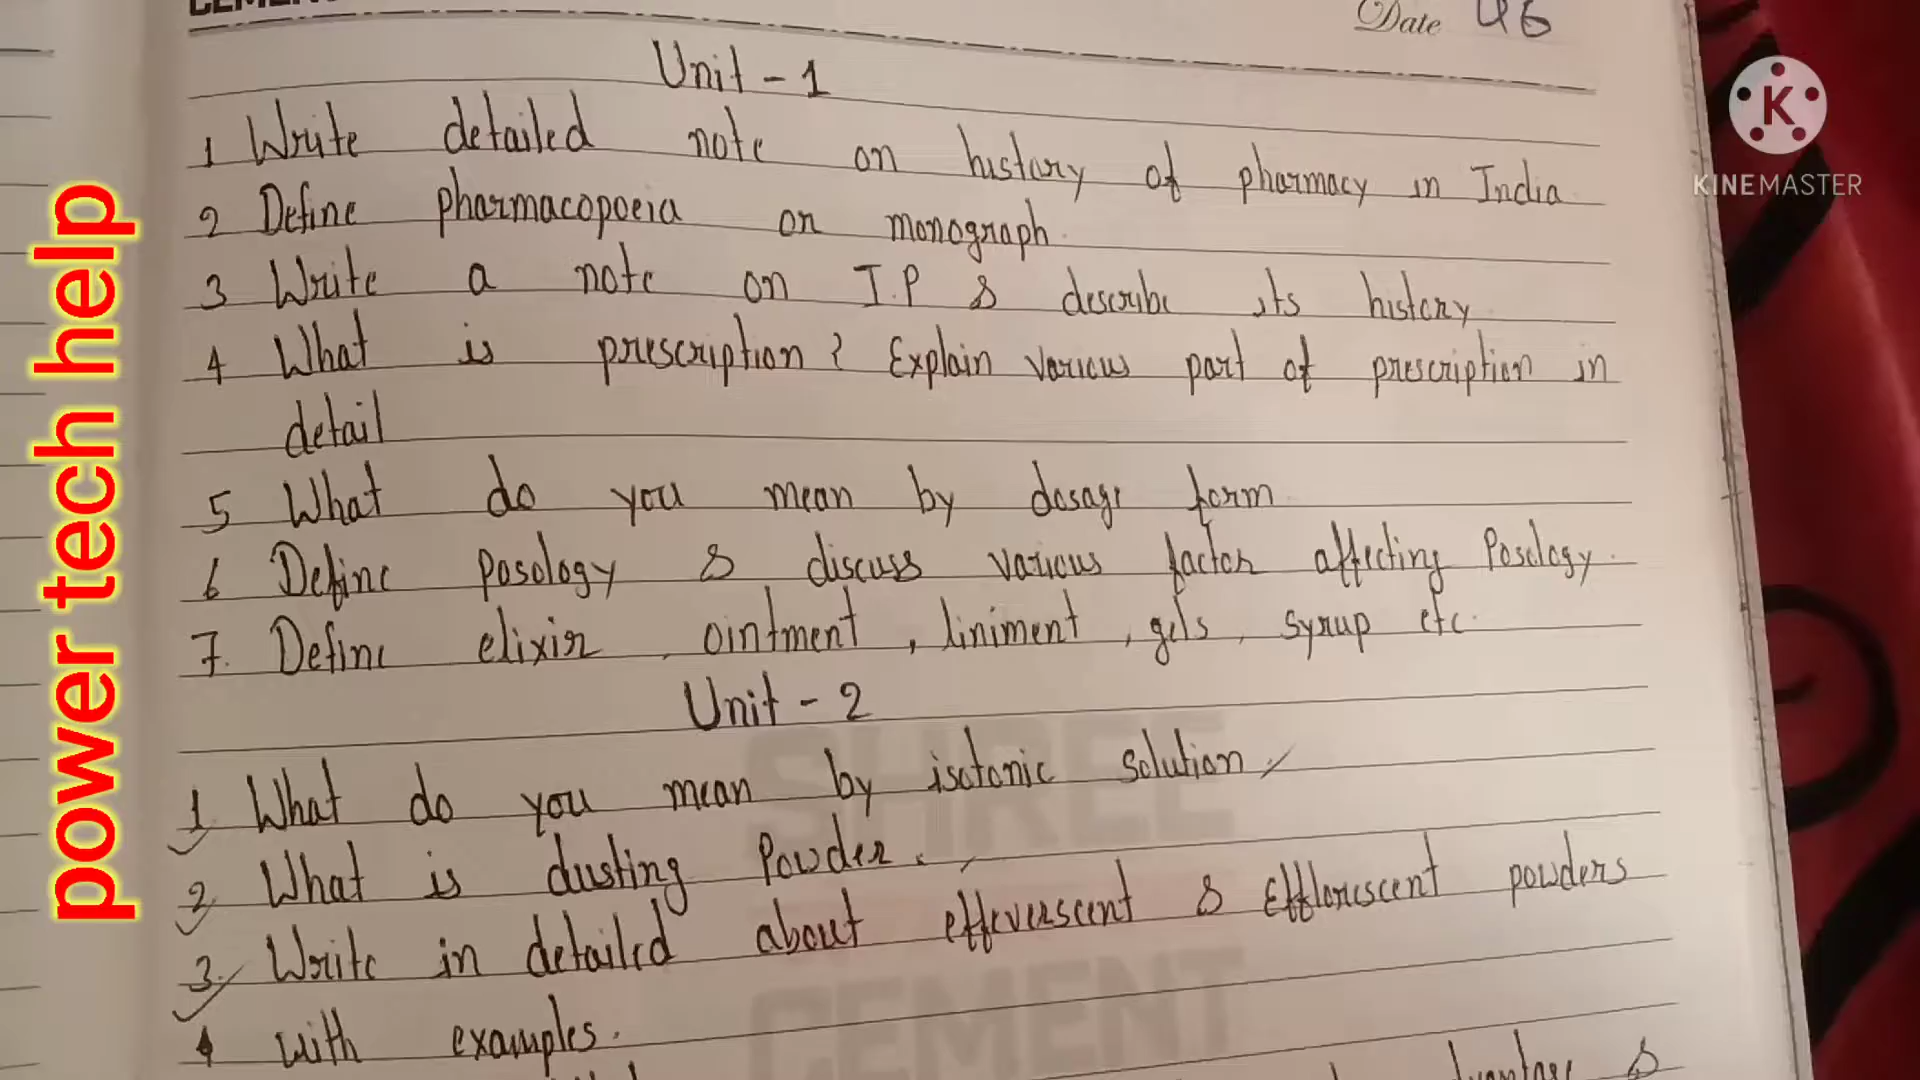 Date 46
Unit - 1
1 Write detailed note on history of pharmacy in India
2 Define pharmacopoeia on monograph.
3 Write a note on I.P & describe its history
4 What is prescription? Explain various part of prescription in
detail
5 What do you mean by dosage form
6 Define posology & discuss various factor affecting Posology.
7. Define elixir, ointment, liniment, gels, syrup etc.
Unit - 2
1. What do you mean by isotonic solution
2. What is dusting Powder.
3. Write in detailed about effeverscent & Efflorescent powders
4 with examples.
&
power tech help
K
KINEMASTER
SHREE
CEMENT